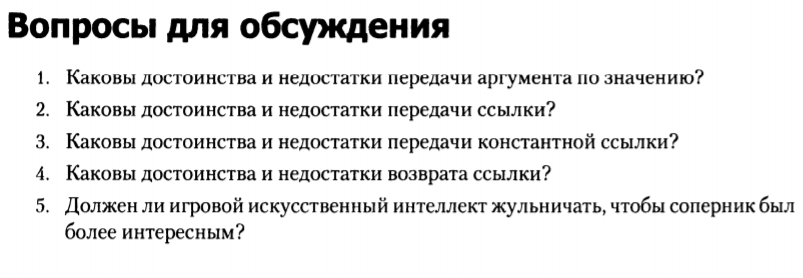 Вопросы для обсуждения
1. Каковы достоинства и недостатки передачи аргумента по значению?
2. Каковы достоинства и недостатки передачи ссылки?
3. Каковы достоинства и недостатки передачи константной ссылки?
4. Каковы достоинства и недостатки возврата ссылки?
5. Должен ли игровой искусственный интеллект жульничать, чтобы соперник был
более интересным?